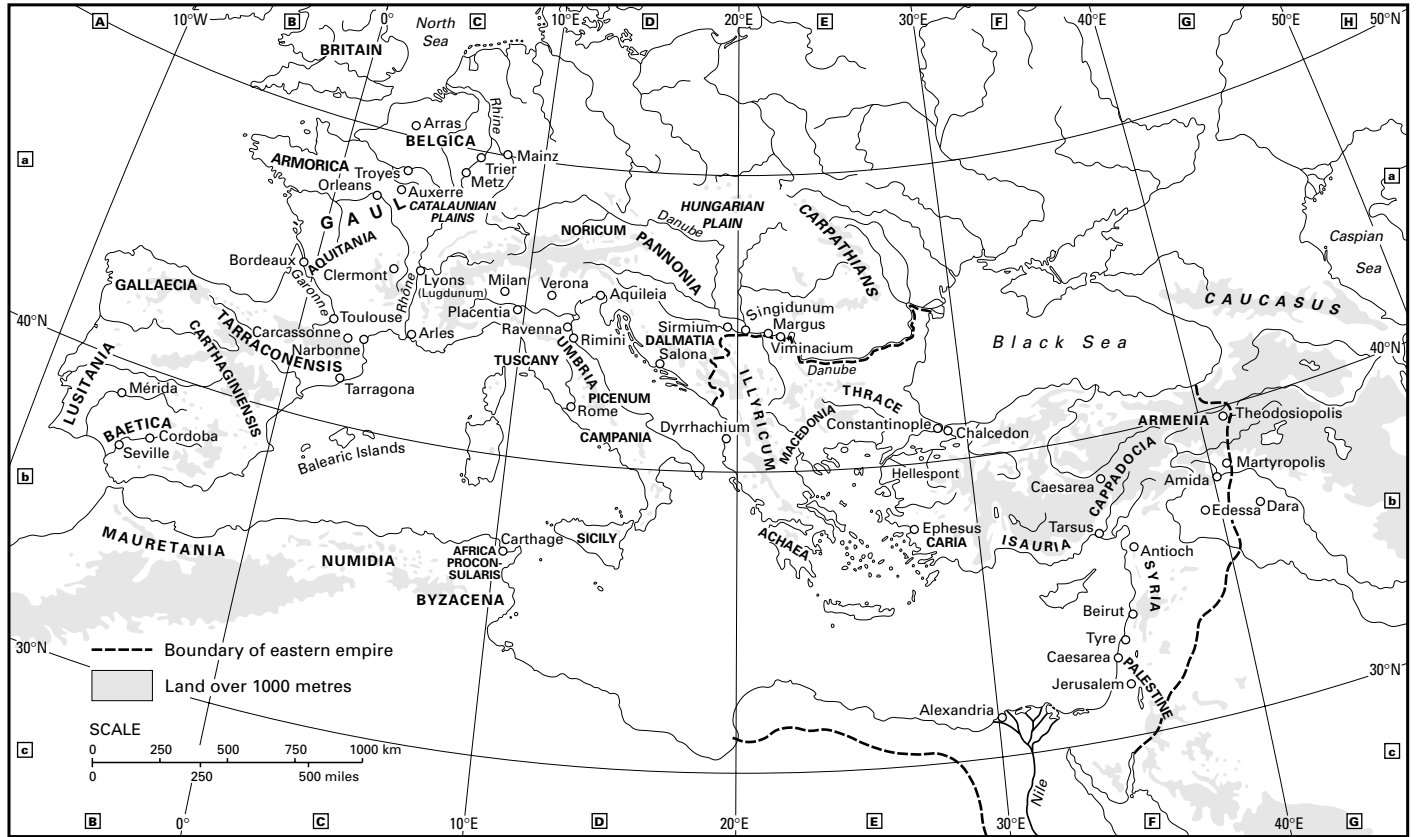 A
10°W
B
0°
North
Sea
C
10°E
D
20°E
E
30°E
F
40°E
G
50°E
H
50°N
BRITAIN
a
Rhine
Arras
BELGICA
Mainz
Trier
Metz
ARMORICA
Troyes
Orleans
Auxerre
CATALAUNIAN
PLAINS
GAUL
AQUITANIA
Bordeaux
Garonne
Clermont
Rhône
Lyons
(Lugdunum)
NORICUM
Danube
HUNGARIAN
PLAIN
PANNONIA
CARPATHIANS
a
Caspian
Sea
CAUCASUS
Black Sea
GALLAECIA
40°N
Milan
Verona
Aquileia
Placentia
Toulouse
Carcassonne
Narbonne
Arles
Ravenna
Rimini
TARRACONENSIS
CARTHAGINIENSIS
LUSITANIA
Tarragona
Mérida
BAETICA
Cordoba
Seville
Balearic Islands
TUSCANY
UMBRIA
PICENUM
Rome
CAMPANIA
Sirmium
Singidunum
Margus
Viminacium
DALMATIA
Salona
Danube
ILLYRICUM
Dyrrhachium
MACEDONIA
THRACE
Constantinople
Chalcedon
Hellespont
40°N
ARMENIA
Theodosiopolis
Martyropolis
Amida
CAPPADOCIA
Caesarea
Edessa
Dara
b
b
Tarsus
ISAURIA
Ephesus
CARIA
ACHAEA
Antioch
SYRIA
MAURETANIA
NUMIDIA
AFRICA
PROCON-
SULARIS
Carthage
SICILY
BYZACENA
Beirut
Tyre
Caesarea
PALESTINE
Jerusalem
Alexandria
Nile
30°N
30°N
Boundary of eastern empire
Land over 1000 metres
SCALE
0 250 500 750 1000 km
0 250 500 miles
c
c
B
0°
C
10°E
D
20°E
E
30°E
F
40°E
G